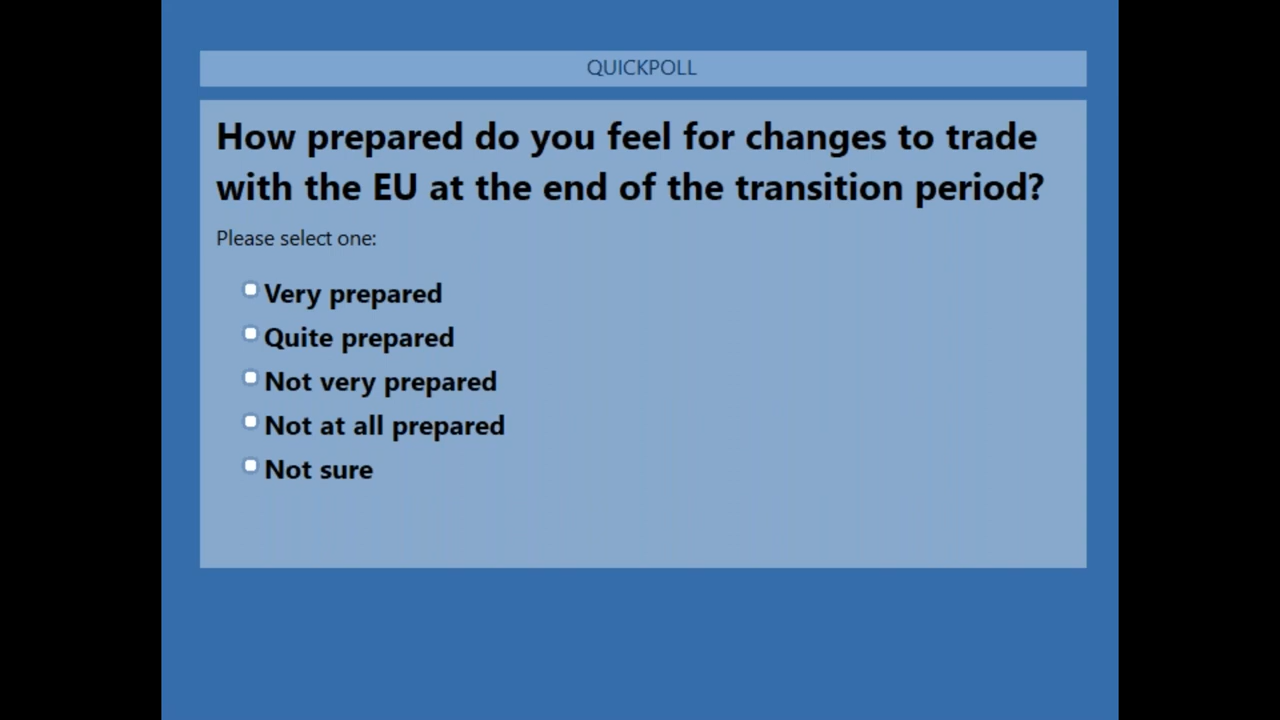 QUICKPOLL
How prepared do you feel for changes to trade
with the EU at the end of the transition period?
Please select one:
Very prepared
Quite prepared
Not very prepared
Not at all prepared
Not sure